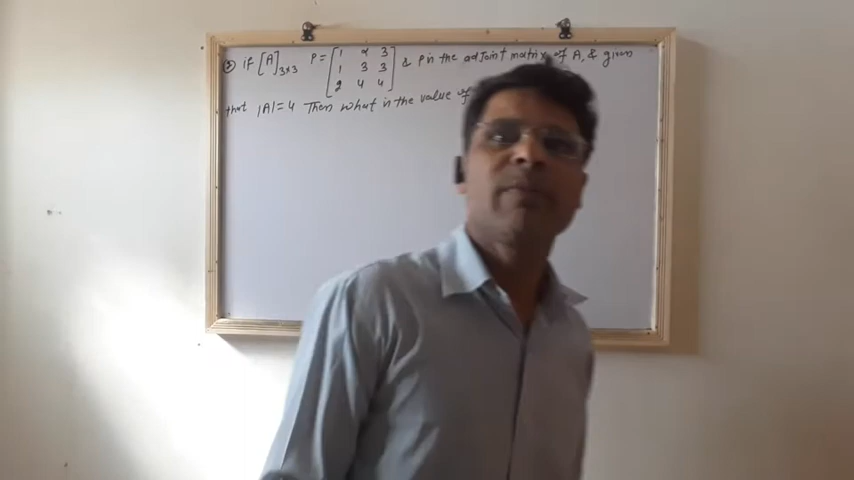 ③ if [A]3×3 P = [1 α 3 & P is the adjoint matrix of A, & given
1 3 3
2 4 4]
that |A| = 4 Then what is the value of